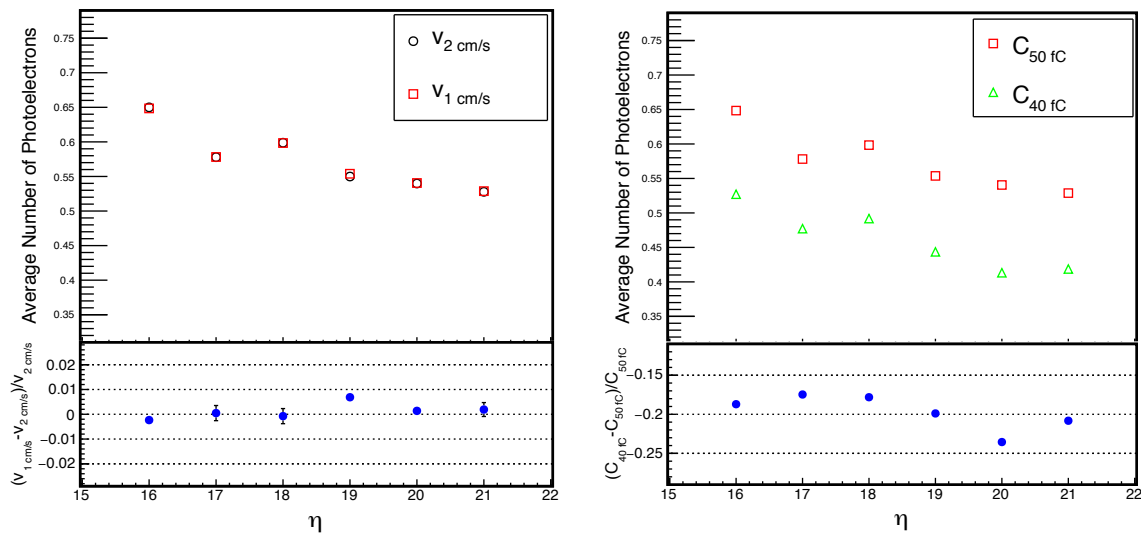 Average Number of Photoelectrons
0.75
0.7
0.65
0.6
0.55
0.5
0.45
0.4
0.35
v2 cm/s
v1 cm/s
(v1 cm/s-v2 cm/s)/v2 cm/s
0.02
0.01
0
−0.01
−0.02
15 16 17 18 19 20 21 22
η
Average Number of Photoelectrons
0.75
0.7
0.65
0.6
0.55
0.5
0.45
0.4
0.35
C50 fC
C40 fC
(C40 fC-C50 fC)/C50 fC
−0.15
−0.2
−0.25
15 16 17 18 19 20 21 22
η